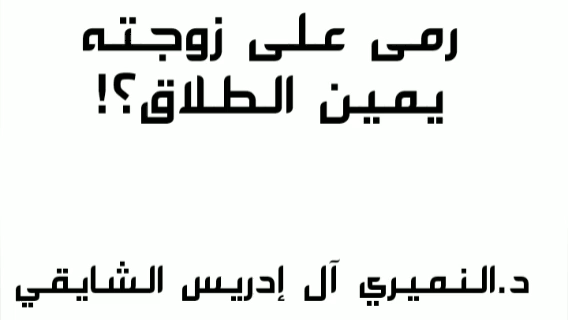 رمى على زوجته
يمين الطلاق؟!
د.النميري آل إدريس الشايقي